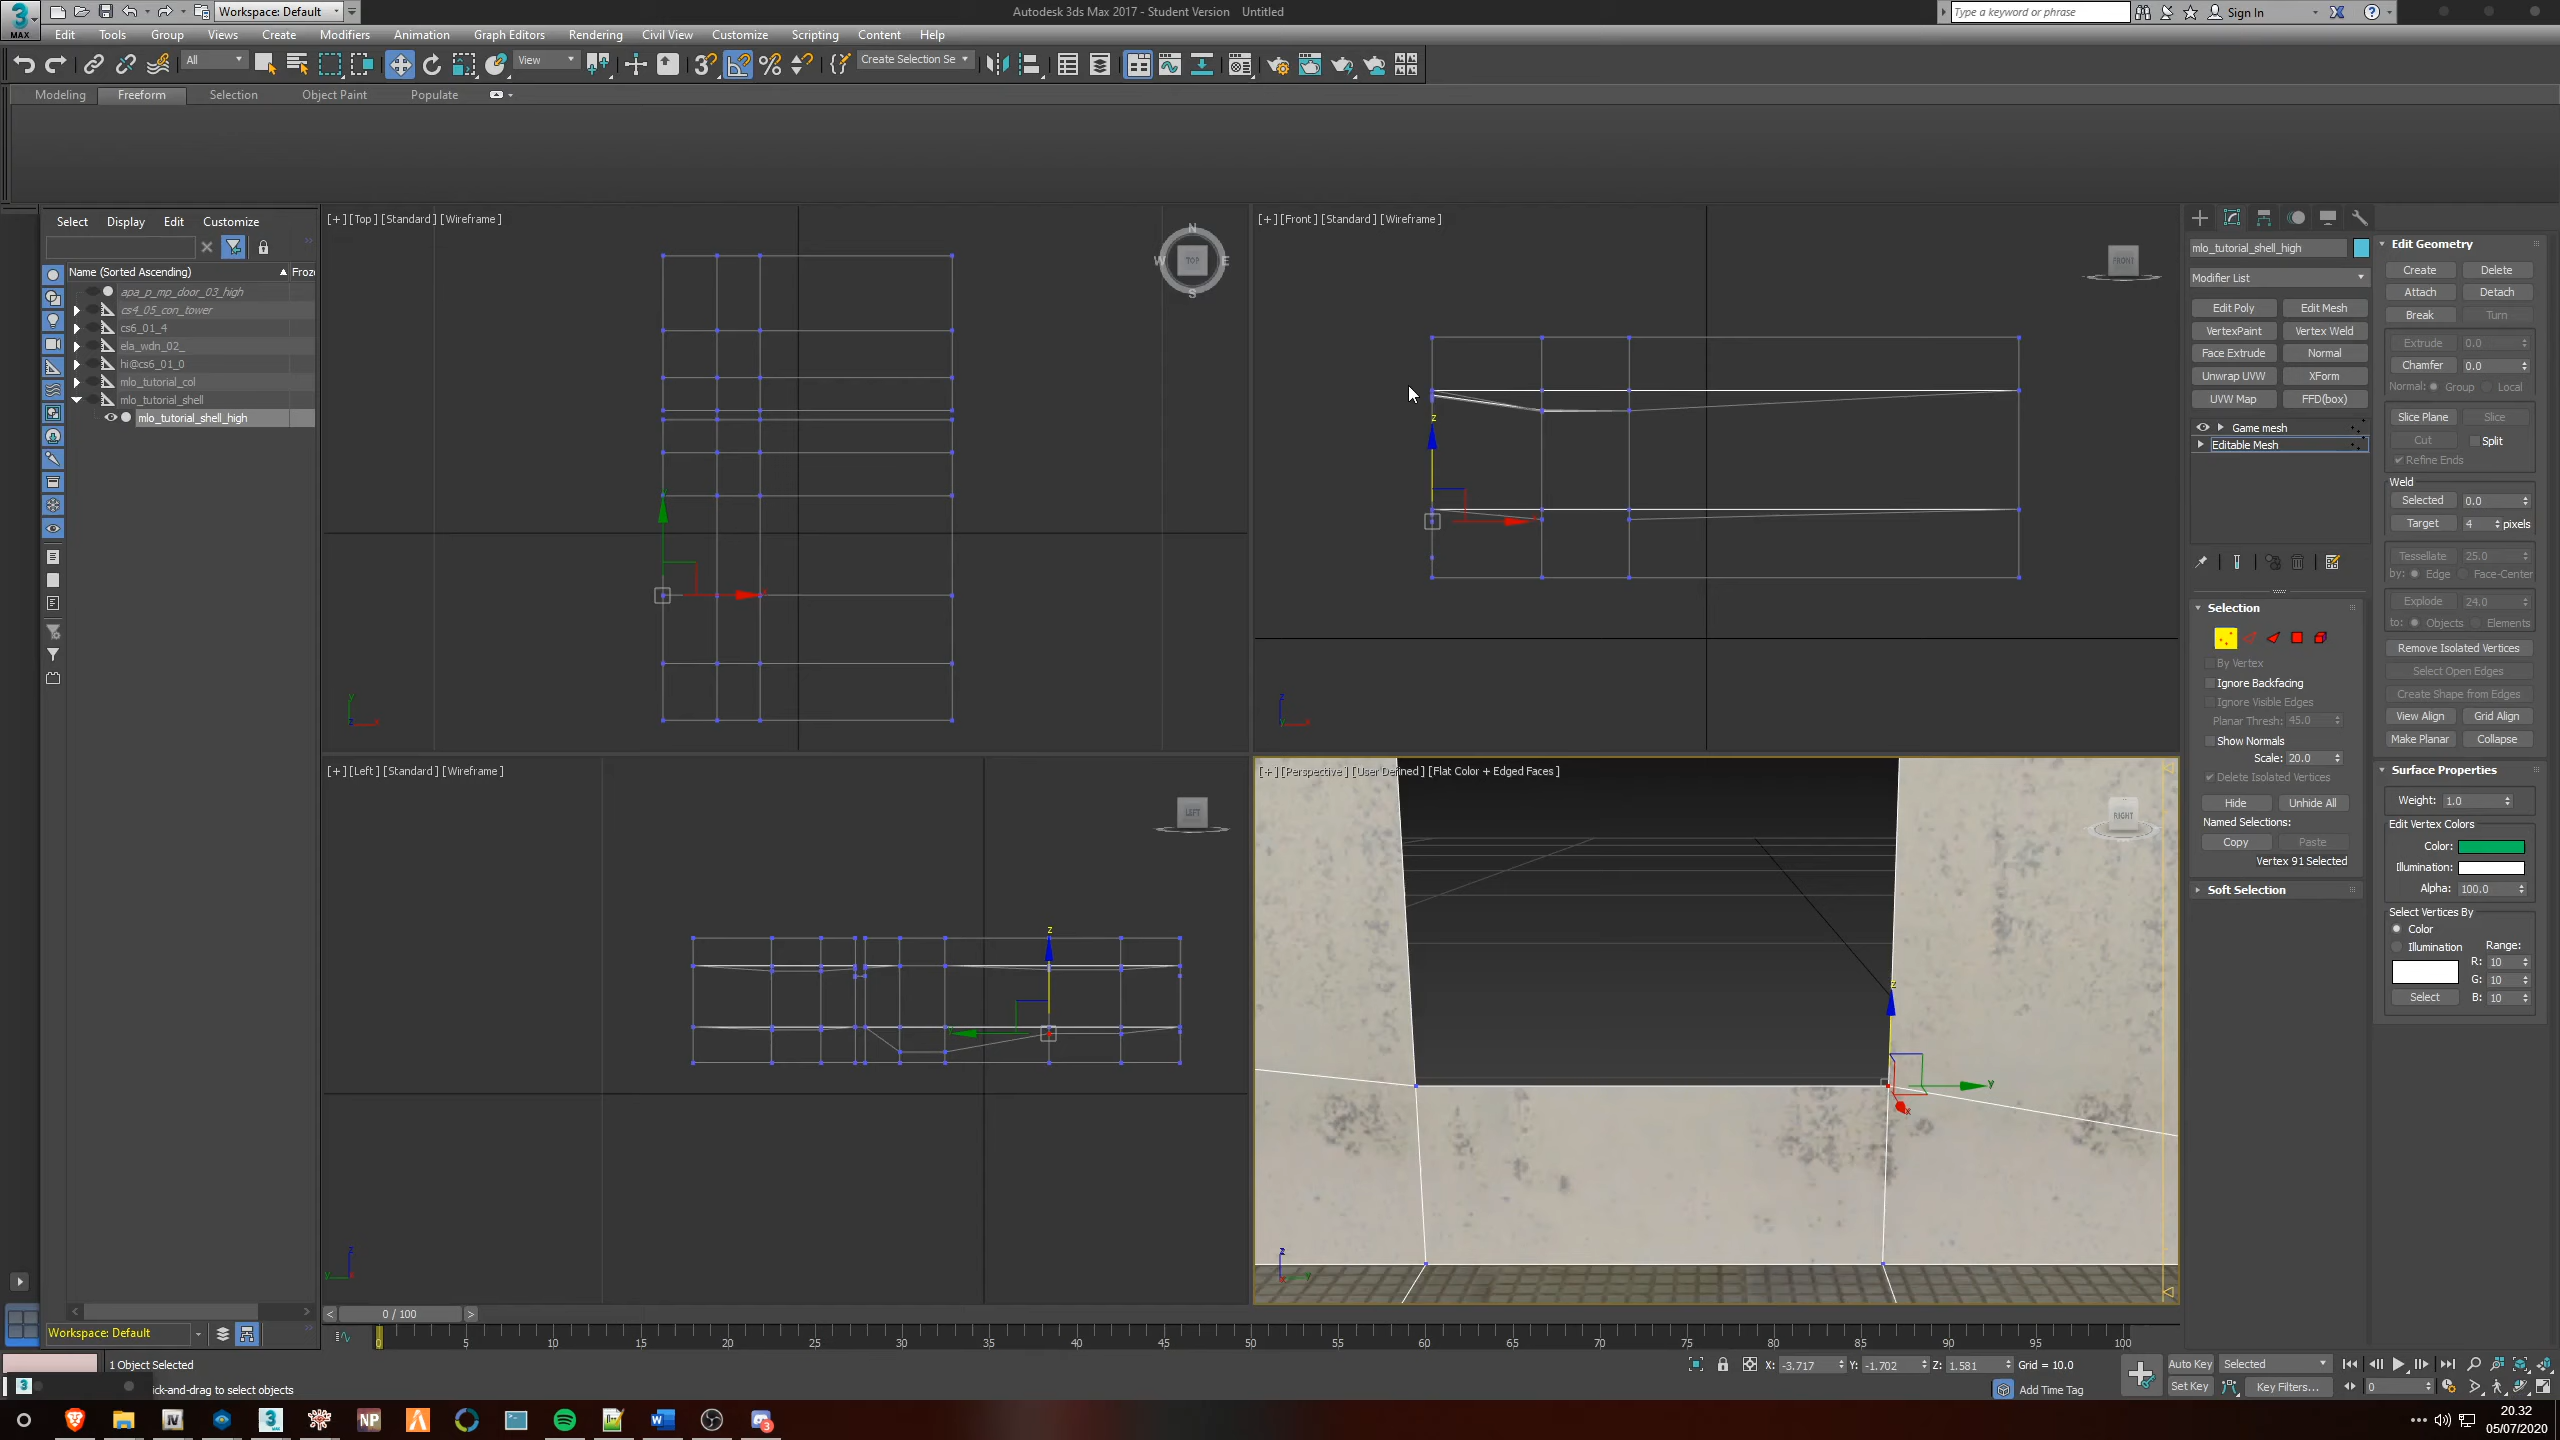 Workspace: Default
Autodesk 3ds Max 2017 - Student Version    Untitled
Type a keyword or phrase
Sign In
MAX
Edit Tools Group Views Create Modifiers Animation Graph Editors Rendering Civil View Customize Scripting Content Help
All
View
Create Selection Se
Modeling Freeform Selection Object Paint Populate
Select Display Edit Customize
Name (Sorted Ascending) Froz
apa_p_mp_door_03_high
cs4_05_con_tower
cs6_01_4
ela_wdn_02_
hi@cs6_01_0
mlo_tutorial_col
mlo_tutorial_shell
mlo_tutorial_shell_high
[+] [Top] [Standard] [Wireframe]
N
W TOP E
S
z
y
x
[+] [Front] [Standard] [Wireframe]
FRONT
z
[+] [Left] [Standard] [Wireframe]
LEFT
z
[+] [Perspective] [User Defined] [Flat Color + Edged Faces]
RIGHT
z
y
x
mlo_tutorial_shell_high
Modifier List
Edit Poly Edit Mesh
VertexPaint Vertex Weld
Face Extrude Normal
Unwrap UVW XForm
UVW Map FFD(box)
Game mesh
Editable Mesh
Selection
By Vertex
Ignore Backfacing
Ignore Visible Edges
Planar Thresh: 45.0
Show Normals
Scale: 20.0
Delete Isolated Vertices
Hide Unhide All
Named Selections:
Copy Paste
Vertex 91 Selected
Soft Selection
Edit Geometry
Create Delete
Attach Detach
Break Turn
Extrude 0.0
Chamfer 0.0
Normal: Group Local
Slice Plane Slice
Cut Split
Refine Ends
Weld
Selected 0.0
Target 4 pixels
Tessellate 25.0
by: Edge Face-Center
Explode 24.0
to: Objects Elements
Remove Isolated Vertices
Select Open Edges
Create Shape from Edges
View Align Grid Align
Make Planar Collapse
Surface Properties
Weight: 1.0
Edit Vertex Colors
Color:
Illumination:
Alpha: 100.0
Select Vertices By
Color
Illumination
Range:
R: 10
G: 10
B: 10
Select
Workspace: Default
< 0 / 100 >
0 5 10 15 20 25 30 35 40 45 50 55 60 65 70 75 80 85 90 95 100
1 Object Selected
ick-and-drag to select objects
X: -3.717 Y: -1.702 Z: 1.581 Grid = 10.0
Add Time Tag
Auto Key Selected
Set Key Key Filters...
0
NP
3
20.32
05/07/2020